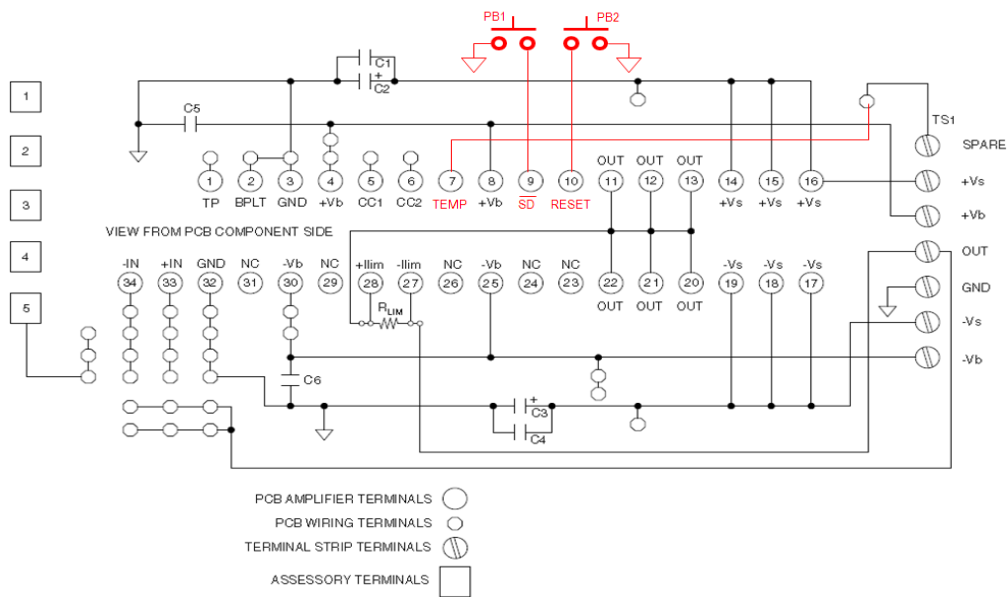 PB1 PB2
C1
+
C2
1
C5
TS1
2
SPARE
OUT OUT OUT
1 2 3 4 5 6 7 8 9 10 11 12 13 14 15 16
+Vs
TP BPLT GND +Vb CC1 CC2 TEMP +Vb SD RESET +Vs +Vs +Vs
3
+Vb
VIEW FROM PCB COMPONENT SIDE
4
OUT
-IN +IN GND NC -Vb NC +Ilim -Ilim NC -Vb NC NC -Vs -Vs -Vs
34 33 32 31 30 29 28 27 26 25 24 23 22 21 20 19 18 17
GND
5
RLIM
OUT OUT OUT
-Vs
-Vb
C6
+
C3
C4
PCB AMPLIFIER TERMINALS
PCB WIRING TERMINALS
TERMINAL STRIP TERMINALS
ASSESSORY TERMINALS